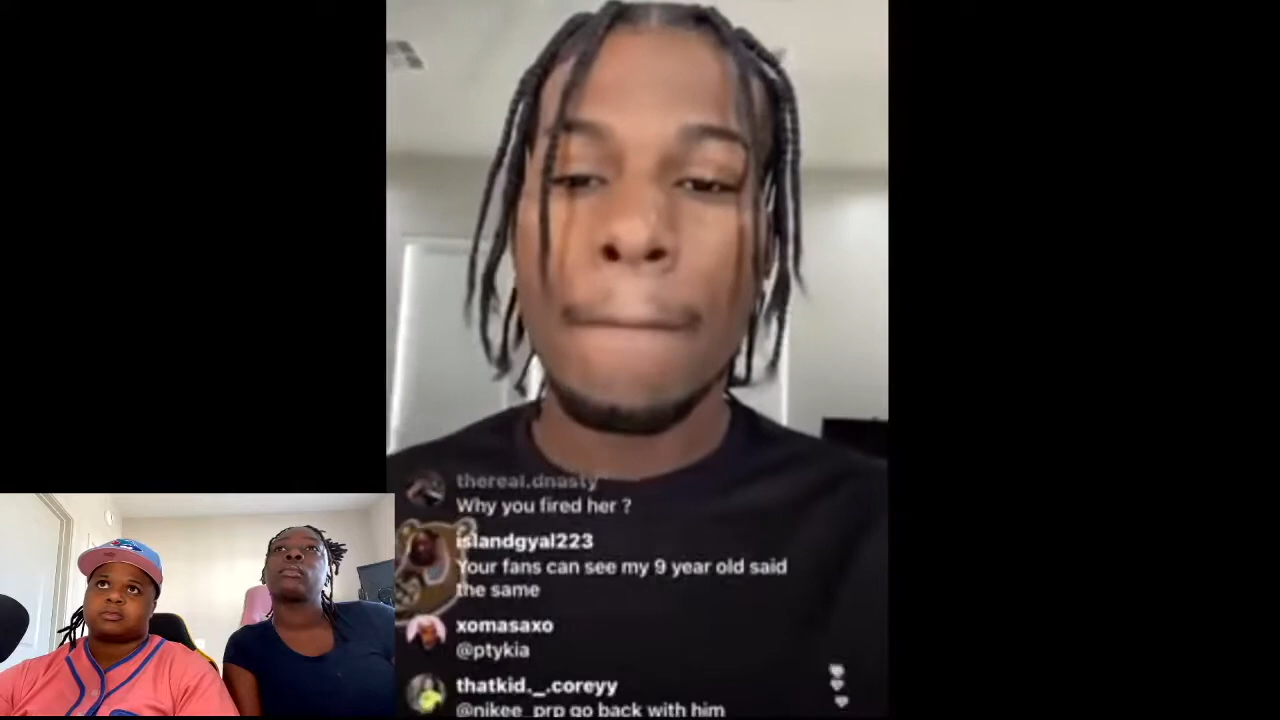 thereal.dnasty
Why you fired her ?
islandgyal223
Your fans can see my 9 year old said
the same
xomasaxo
@ptykia
thatkid._.coreyy
@nikee_prp go back with him